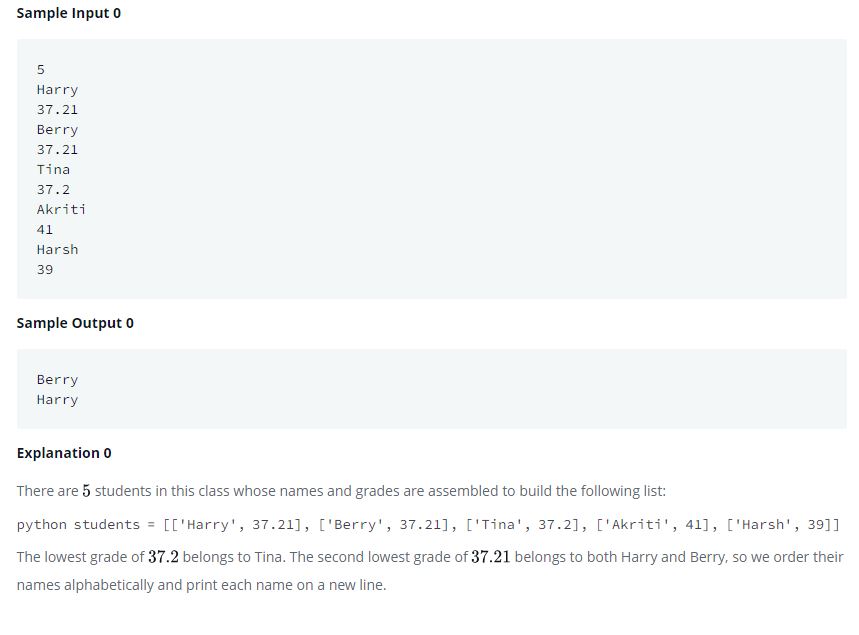 Sample Input 0
5
Harry
37.21
Berry
37.21
Tina
37.2
Akriti
41
Harsh
39
Sample Output 0
Berry
Harry
Explanation 0
There are 5 students in this class whose names and grades are assembled to build the following list:
python students = [['Harry', 37.21], ['Berry', 37.21], ['Tina', 37.2], ['Akriti', 41], ['Harsh', 39]]
The lowest grade of 37.2 belongs to Tina. The second lowest grade of 37.21 belongs to both Harry and Berry, so we order their
names alphabetically and print each name on a new line.